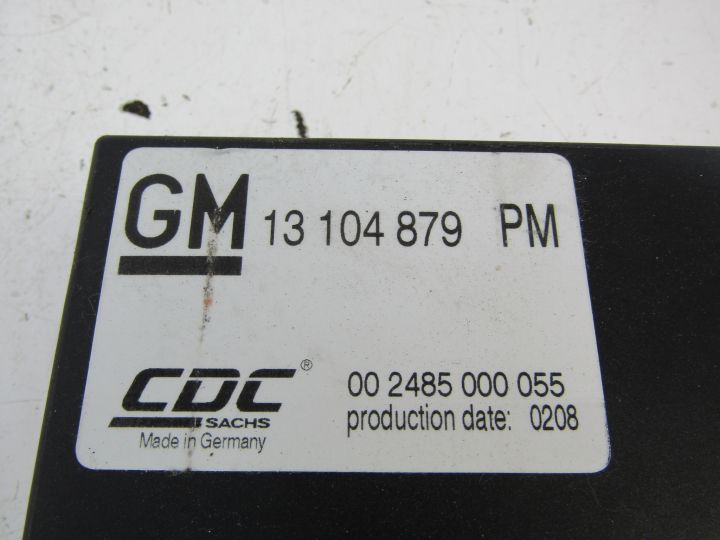 GM 13 104 879 PM
CDC® 00 2485 000 055
SACHS production date: 0208
Made in Germany